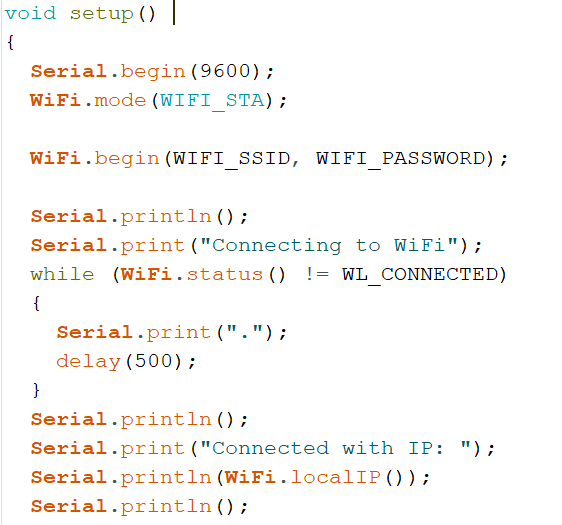 void setup()
{
  Serial.begin(9600);
  WiFi.mode(WIFI_STA);

  WiFi.begin(WIFI_SSID, WIFI_PASSWORD);

  Serial.println();
  Serial.print("Connecting to WiFi");
  while (WiFi.status() != WL_CONNECTED)
  {
    Serial.print(".");
    delay(500);
  }
  Serial.println();
  Serial.print("Connected with IP: ");
  Serial.println(WiFi.localIP());
  Serial.println();